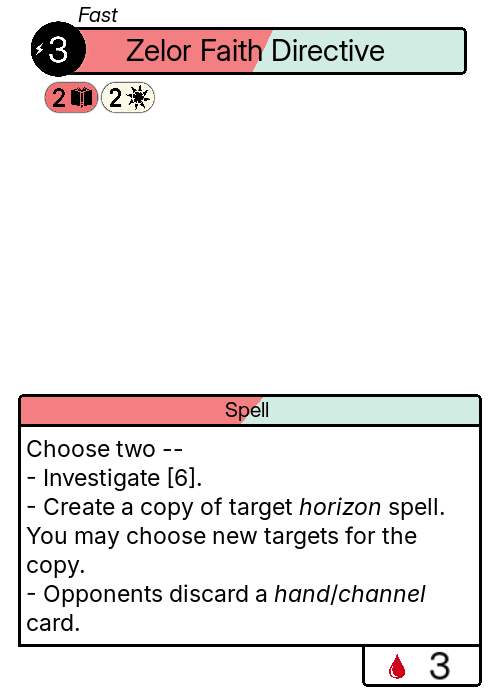 Fast
3 Zelor Faith Directive
2 2
Spell
Choose two --
- Investigate [6].
- Create a copy of target horizon spell.
You may choose new targets for the
copy.
- Opponents discard a hand/channel
card.
3